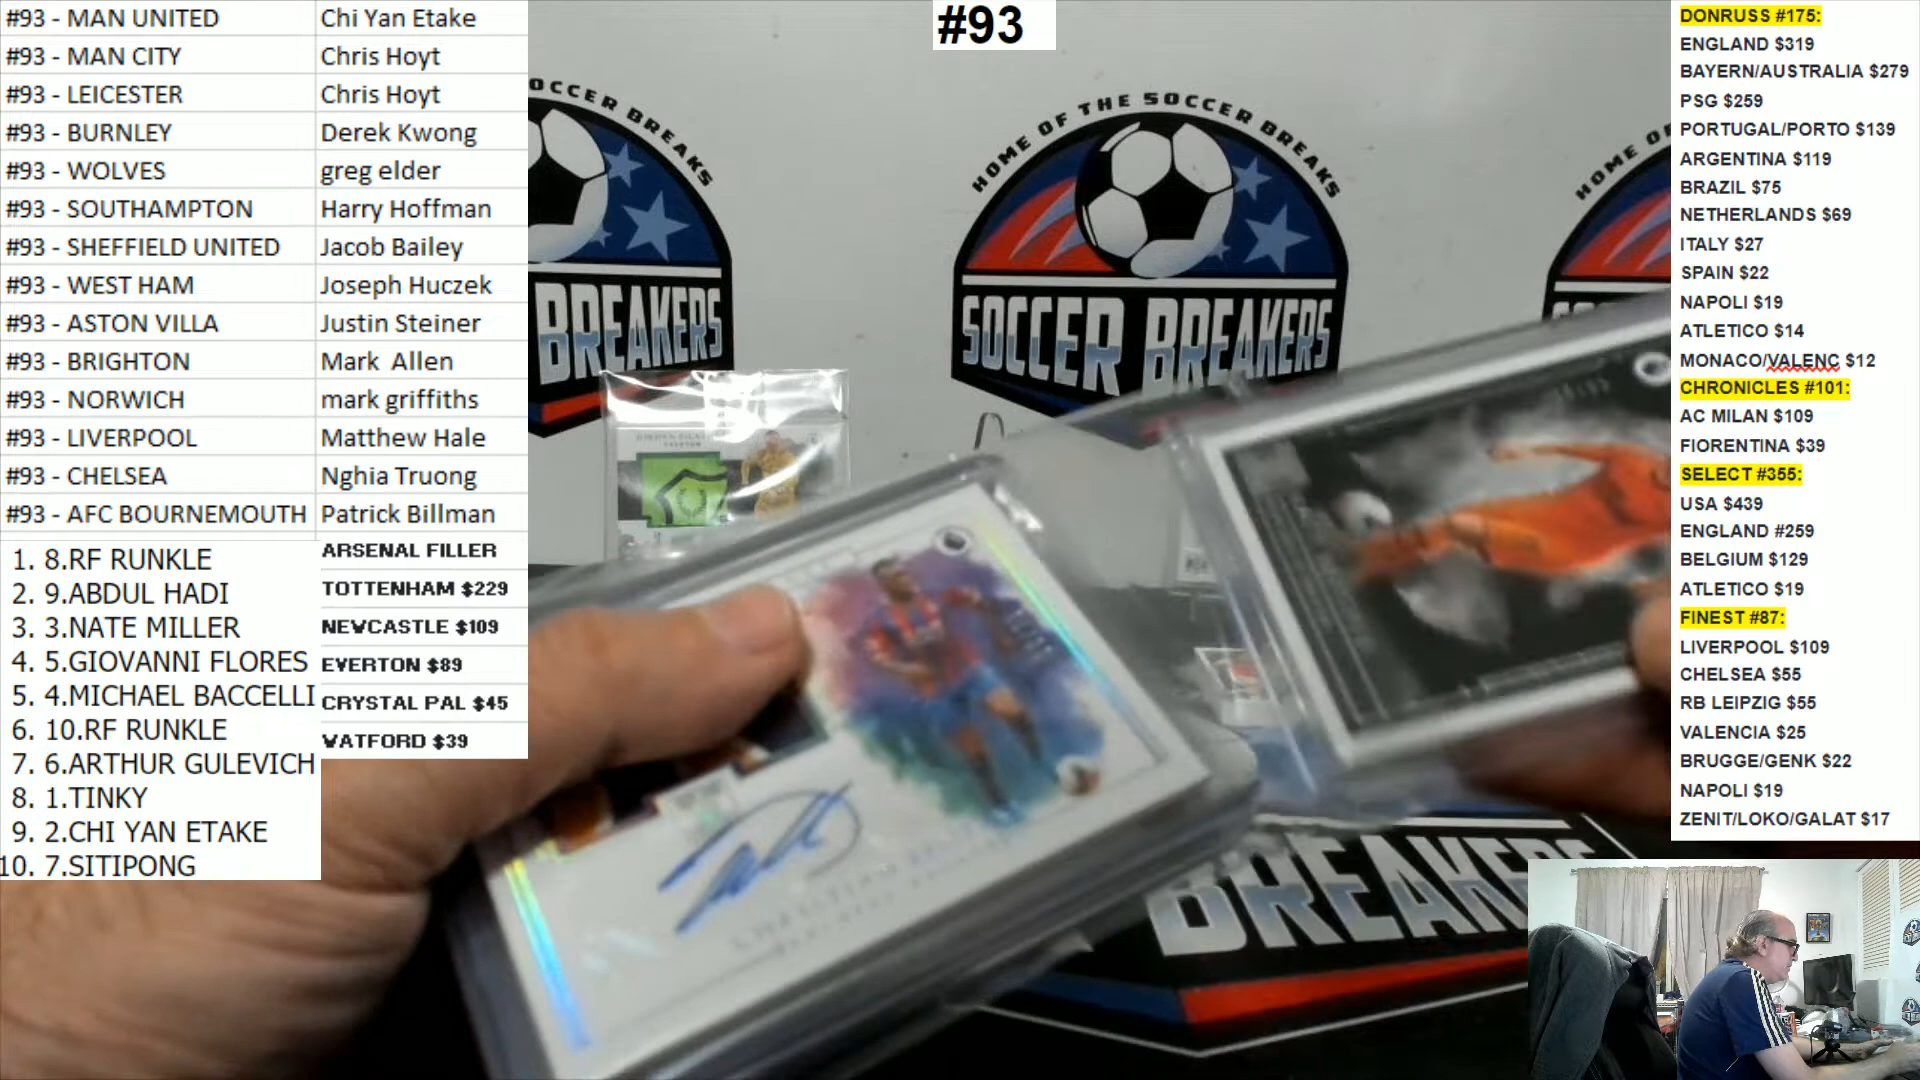 #93 - MAN UNITED Chi Yan Etake
#93 - MAN CITY Chris Hoyt
#93 - LEICESTER Chris Hoyt
#93 - BURNLEY Derek Kwong
#93 - WOLVES greg elder
#93 - SOUTHAMPTON Harry Hoffman
#93 - SHEFFIELD UNITED Jacob Bailey
#93 - WEST HAM Joseph Huczek
#93 - ASTON VILLA Justin Steiner
#93 - BRIGHTON Mark Allen
#93 - NORWICH mark griffiths
#93 - LIVERPOOL Matthew Hale
#93 - CHELSEA Nghia Truong
#93 - AFC BOURNEMOUTH Patrick Billman
ARSENAL FILLER
TOTTENHAM $229
NEWCASTLE $109
EVERTON $89
CRYSTAL PAL $45
WATFORD $39
1. 8.RF RUNKLE
2. 9.ABDUL HADI
3. 3.NATE MILLER
4. 5.GIOVANNI FLORES
5. 4.MICHAEL BACCELLI
6. 10.RF RUNKLE
7. 6.ARTHUR GULEVICH
8. 1.TINKY
9. 2.CHI YAN ETAKE
10. 7.SITIPONG
#93
OCCER BREAKS
BREAKERS
HOME OF THE SOCCER BREAKS
SOCCER BREAKERS
HOME OF
BREAKERS
DONRUSS #175:
ENGLAND $319
BAYERN/AUSTRALIA $279
PSG $259
PORTUGAL/PORTO $139
ARGENTINA $119
BRAZIL $75
NETHERLANDS $69
ITALY $27
SPAIN $22
NAPOLI $19
ATLETICO $14
MONACO/VALENC $12
CHRONICLES #101:
AC MILAN $109
FIORENTINA $39
SELECT #355:
USA $439
ENGLAND #259
BELGIUM $129
ATLETICO $19
FINEST #87:
LIVERPOOL $109
CHELSEA $55
RB LEIPZIG $55
VALENCIA $25
BRUGGE/GENK $22
NAPOLI $19
ZENIT/LOKO/GALAT $17